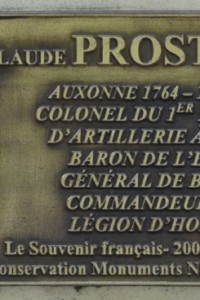 LAUDE PROST
AUXONNE 1764 –
COLONEL DU 1ER
D'ARTILLERIE A
BARON DE L'
GÉNÉRAL DE B
COMMANDEU
LÉGION D'HO
Le Souvenir français- 200
onservation Monuments N